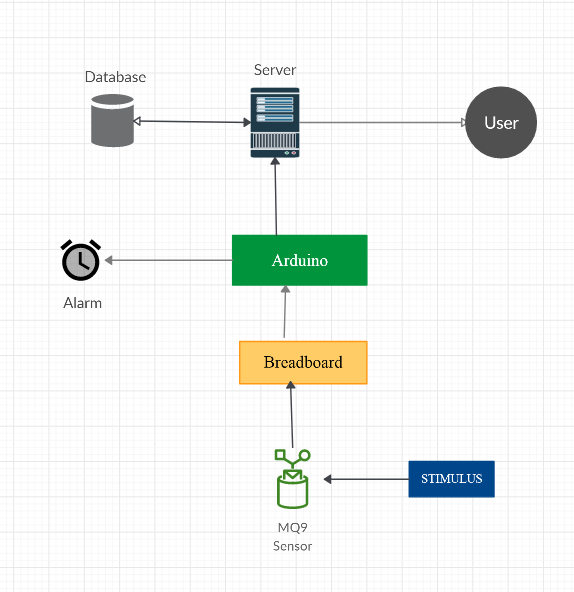 Server
Database
User
Arduino
Alarm
Breadboard
STIMULUS
MQ9
Sensor